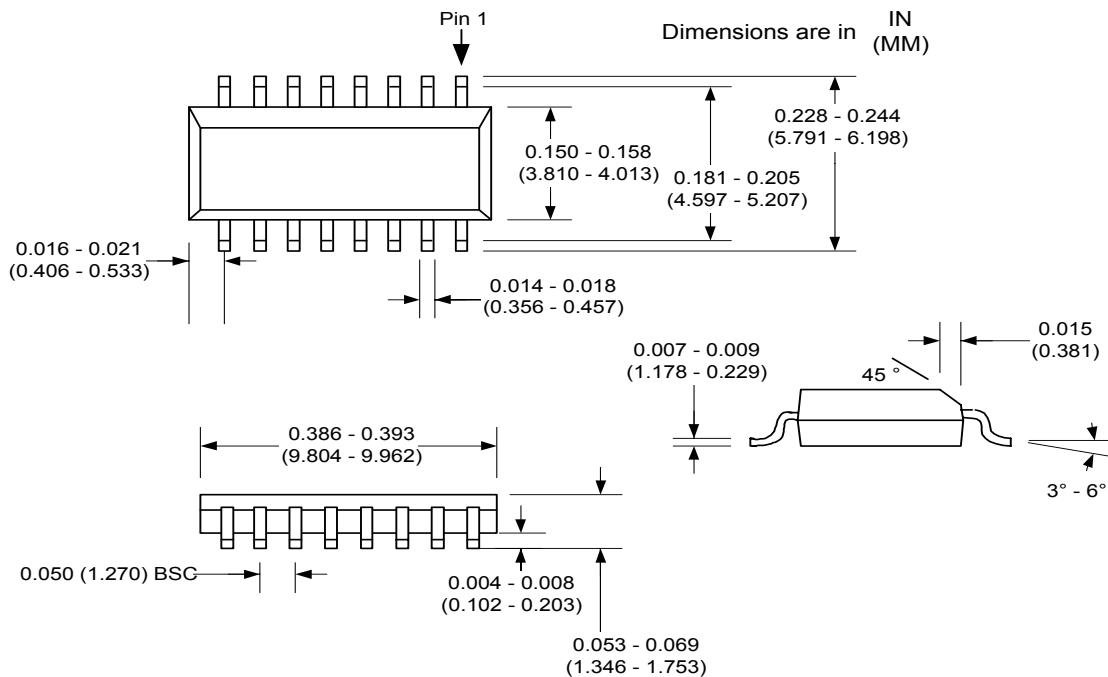 Pin 1
Dimensions are in
IN
(MM)
0.228 - 0.244
(5.791 - 6.198)
0.150 - 0.158
(3.810 - 4.013)
0.181 - 0.205
(4.597 - 5.207)
0.016 - 0.021
(0.406 - 0.533)
0.014 - 0.018
(0.356 - 0.457)
0.015
(0.381)
0.007 - 0.009
(1.178 - 0.229)
45 °
0.386 - 0.393
(9.804 - 9.962)
3° - 6°
0.050 (1.270) BSC
0.004 - 0.008
(0.102 - 0.203)
0.053 - 0.069
(1.346 - 1.753)